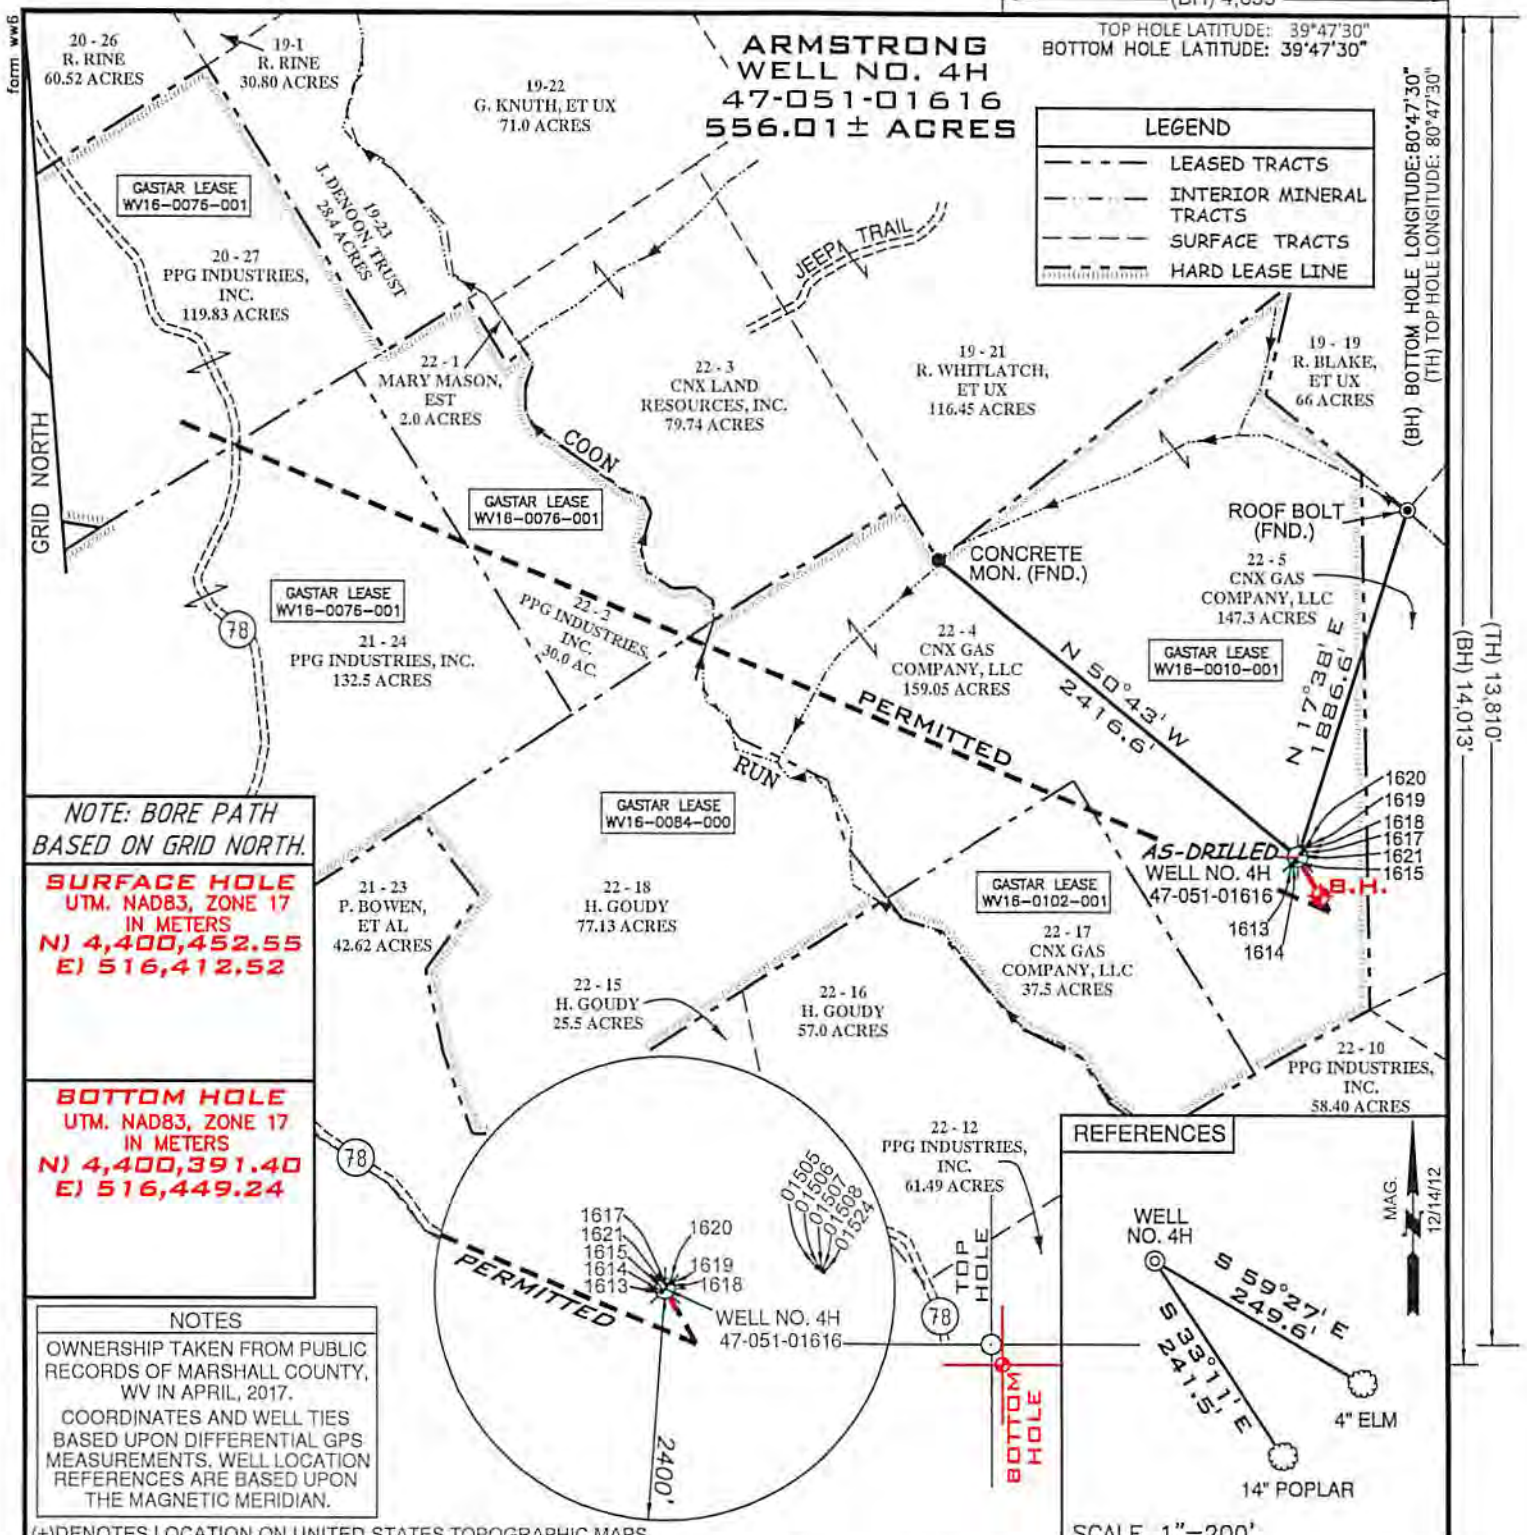 form ww6
(BH) 4,055'
TOP HOLE LATITUDE: 39°47'30"
BOTTOM HOLE LATITUDE: 39°47'30"
ARMSTRONG
WELL NO. 4H
47-051-01616
556.01± ACRES
20 - 26
R. RINE
60.52 ACRES
19-1
R. RINE
30.80 ACRES
19-22
G. KNUTH, ET UX
71.0 ACRES
LEGEND
LEASED TRACTS
INTERIOR MINERAL
TRACTS
SURFACE TRACTS
HARD LEASE LINE
(BH) BOTTOM HOLE LONGITUDE:80°47'30"
(TH) TOP HOLE LONGITUDE: 80°47'30"
GASTAR LEASE
WV16-0076-001
19-23
J. DENOON, TRUST
28.4 ACRES
20 - 27
PPG INDUSTRIES,
INC.
119.83 ACRES
JEEP TRAIL
22 - 1
MARY MASON,
EST
2.0 ACRES
22 - 3
CNX LAND
RESOURCES, INC.
79.74 ACRES
19 - 21
R. WHITLATCH,
ET UX
116.45 ACRES
19 - 19
R. BLAKE,
ET UX
66 ACRES
GRID NORTH
COON
GASTAR LEASE
WV16-0076-001
ROOF BOLT
(FND.)
CONCRETE
MON. (FND.)
22 - 5
CNX GAS
COMPANY, LLC
147.3 ACRES
GASTAR LEASE
WV16-0076-001
78
21 - 24
PPG INDUSTRIES, INC.
132.5 ACRES
22 - 2
PPG INDUSTRIES,
INC.
30.0 AC.
22 - 4
CNX GAS
COMPANY, LLC
159.05 ACRES
GASTAR LEASE
WV16-0010-001
N 50°43' W
2416.6'
N 17°38' E
1886.6'
(TH) 13,810'
(BH) 14,013'
PERMITTED
RUN
GASTAR LEASE
WV16-0084-000
1620
1619
1618
1617
1621
1615
AS-DRILLED
WELL NO. 4H
47-051-01616
B.H.
1613
1614
NOTE: BORE PATH
BASED ON GRID NORTH.
SURFACE HOLE
UTM. NAD83, ZONE 17
IN METERS
N) 4,400,452.55
E) 516,412.52
21 - 23
P. BOWEN,
ET AL
42.62 ACRES
22 - 18
H. GOUDY
77.13 ACRES
GASTAR LEASE
WV16-0102-001
22 - 17
CNX GAS
COMPANY, LLC
37.5 ACRES
22 - 15
H. GOUDY
25.5 ACRES
22 - 16
H. GOUDY
57.0 ACRES
22 - 10
PPG INDUSTRIES,
INC.
58.40 ACRES
BOTTOM HOLE
UTM. NAD83, ZONE 17
IN METERS
N) 4,400,391.40
E) 516,449.24
78
22 - 12
PPG INDUSTRIES,
INC.
61.49 ACRES
01505
01506
01507
01508
01524
1617
1621
1615
1614
1613
1620
1619
1618
PERMITTED
WELL NO. 4H
47-051-01616
2400'
78
TOP
HOLE
BOTTOM
HOLE
REFERENCES
MAG.
12/14/12
WELL
NO. 4H
S 59°27' E
249.6'
S 33°11' E
241.5'
4" ELM
14" POPLAR
SCALE 1"=200'
NOTES
OWNERSHIP TAKEN FROM PUBLIC
RECORDS OF MARSHALL COUNTY,
WV IN APRIL, 2017.
COORDINATES AND WELL TIES
BASED UPON DIFFERENTIAL GPS
MEASUREMENTS. WELL LOCATION
REFERENCES ARE BASED UPON
THE MAGNETIC MERIDIAN.
(+)DENOTES LOCATION ON UNITED STATES TOPOGRAPHIC MAPS